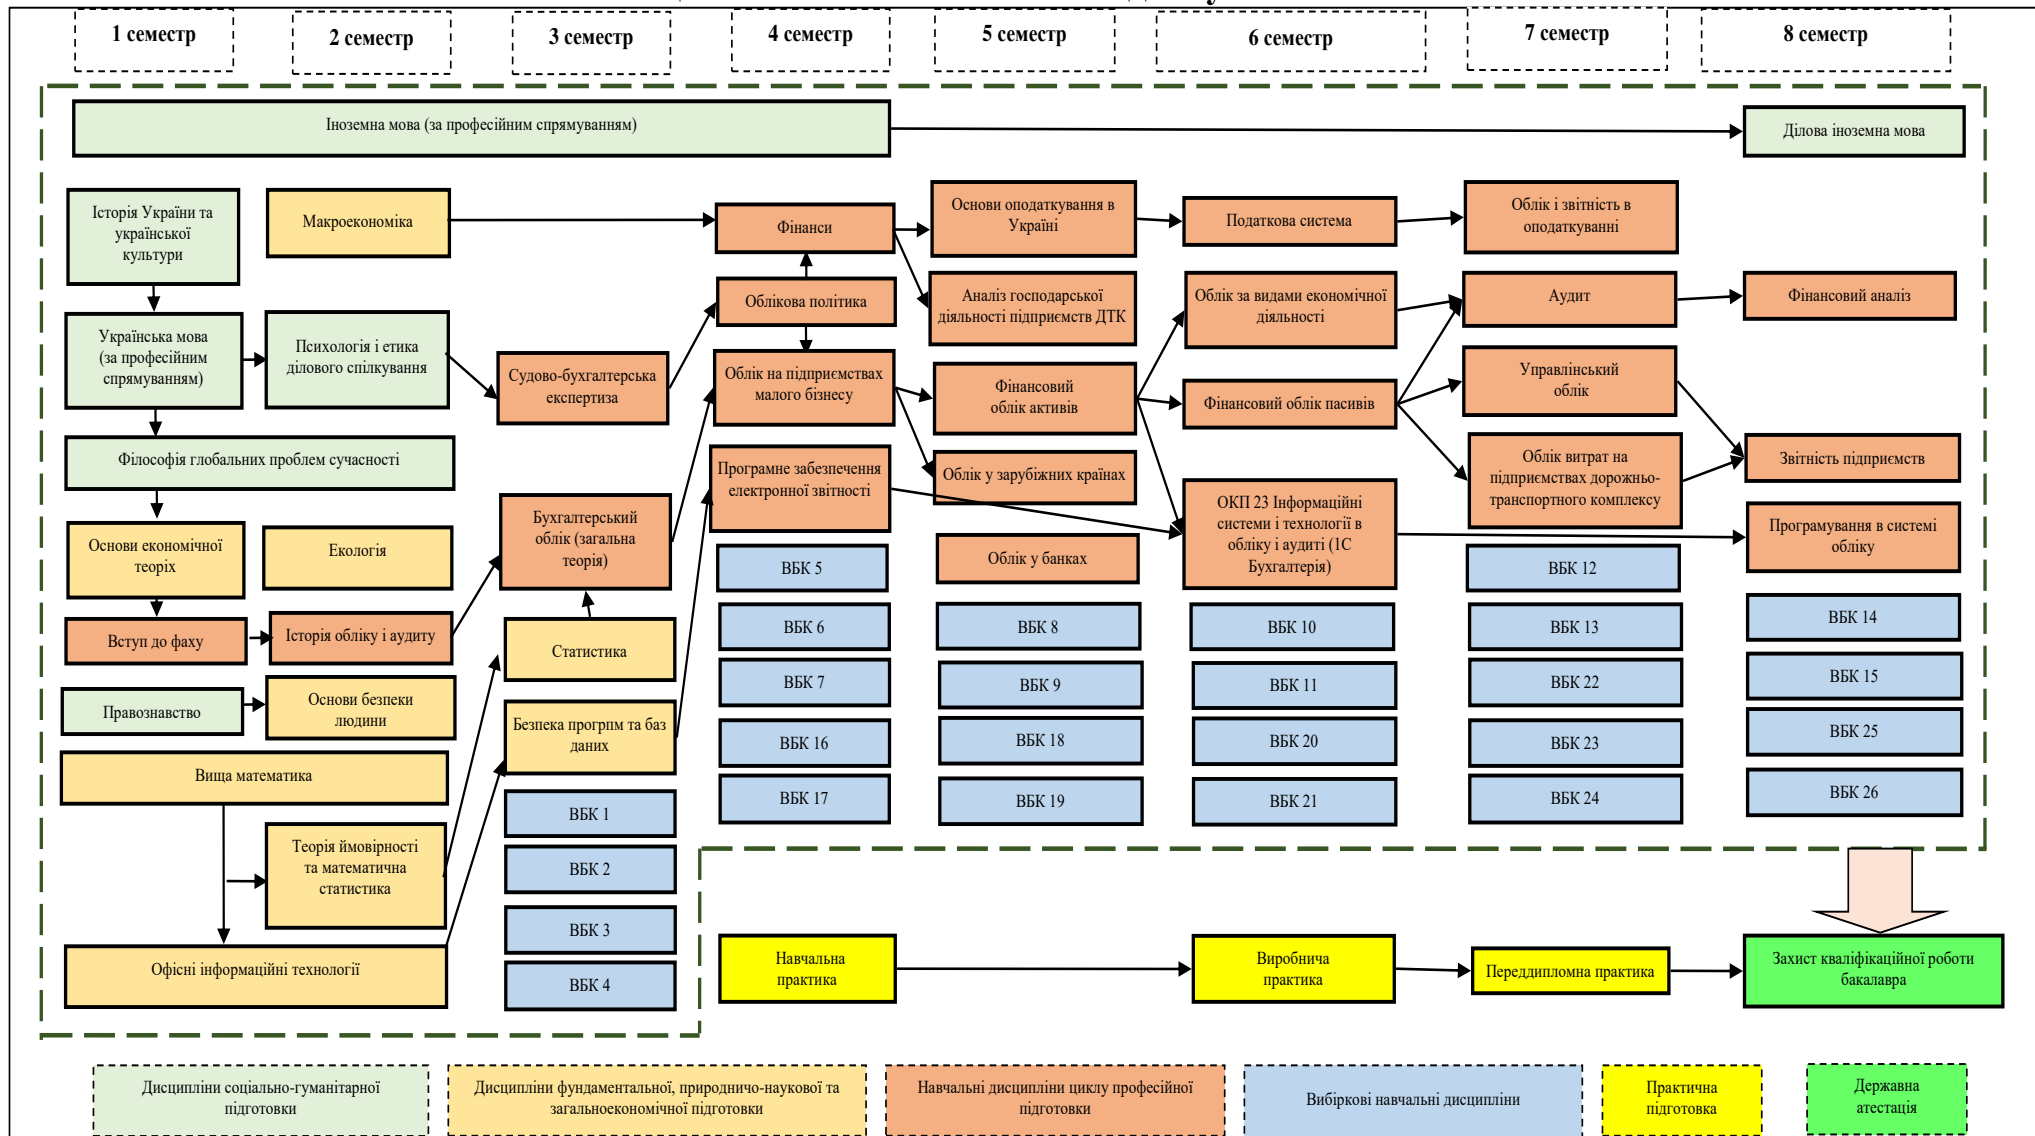 1 семестр
2 семестр
3 семестр
4 семестр
5 семестр
6 семестр
7 семестр
8 семестр
Іноземна мова (за професійним спрямуванням)
Ділова іноземна мова
Історія України та
української
культури
Українська мова
(за професійним
спрямуванням)
Філософія глобальних проблем сучасності
Основи економічної
теоріх
Вступ до фаху
Правознавство
Вища математика
Офісні інформаційні технології
Макроекономіка
Психологія і етика
ділового спілкування
Екологія
Історія обліку і аудиту
Основи безпеки
людини
Теорія ймовірності
та математична
статистика
Судово-бухгалтерська
експертиза
Бухгалтерський
облік (загальна
теорія)
Статистика
Безпека прогрпм та баз
даних
ВБК 1
ВБК 2
ВБК 3
ВБК 4
Фінанси
Облікова політика
Облік на підприємствах
малого бізнесу
Програмне забезпечення
електронної звітності
ВБК 5
ВБК 6
ВБК 7
ВБК 16
ВБК 17
Навчальна
практика
Основи оподаткування в
Україні
Аналіз господарської
діяльності підприємств ДТК
Фінансовий
облік активів
Облік у зарубіжних країнах
Облік у банках
ВБК 8
ВБК 9
ВБК 18
ВБК 19
Податкова система
Облік за видами економічної
діяльності
Фінансовий облік пасивів
ОКП 23 Інформаційні
системи і технології в
обліку і аудиті (1С
Бухгалтерія)
ВБК 10
ВБК 11
ВБК 20
ВБК 21
Виробнича
практика
Облік і звітність в
оподаткуванні
Аудит
Управлінський
облік
Облік витрат на
підприємствах дорожньо-
транспортного комплексу
ВБК 12
ВБК 13
ВБК 22
ВБК 23
ВБК 24
Переддипломна практика
Фінансовий аналіз
Звітність підприємств
Програмування в системі
обліку
ВБК 14
ВБК 15
ВБК 25
ВБК 26
Захист кваліфікаційної роботи
бакалавра
Дисципліни соціально-гуманітарної
підготовки
Дисципліни фундаментальної, природничо-наукової та
загальноекономічної підготовки
Навчальні дисципліни циклу професійної
підготовки
Вибіркові навчальні дисципліни
Практична
підготовка
Державна
атестація